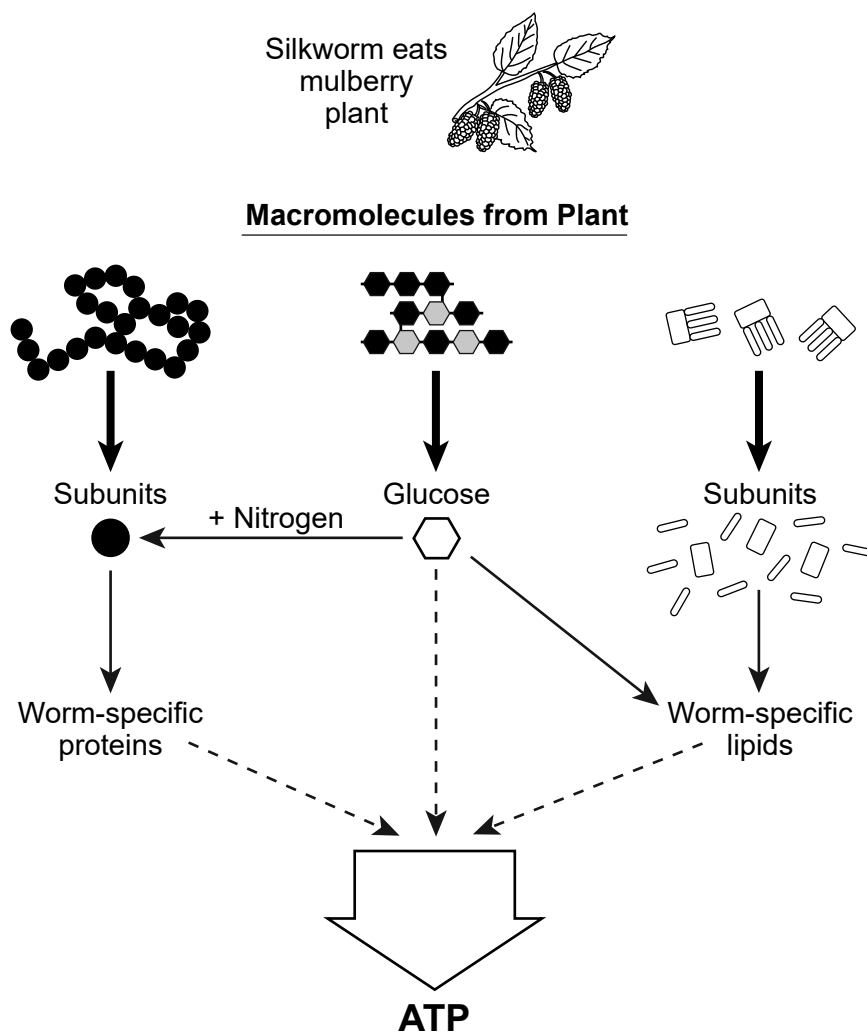 Silkworm eats
mulberry
plant
Macromolecules from Plant
Subunits
Glucose
Subunits
+ Nitrogen
Worm-specific
proteins
Worm-specific
lipids
ATP